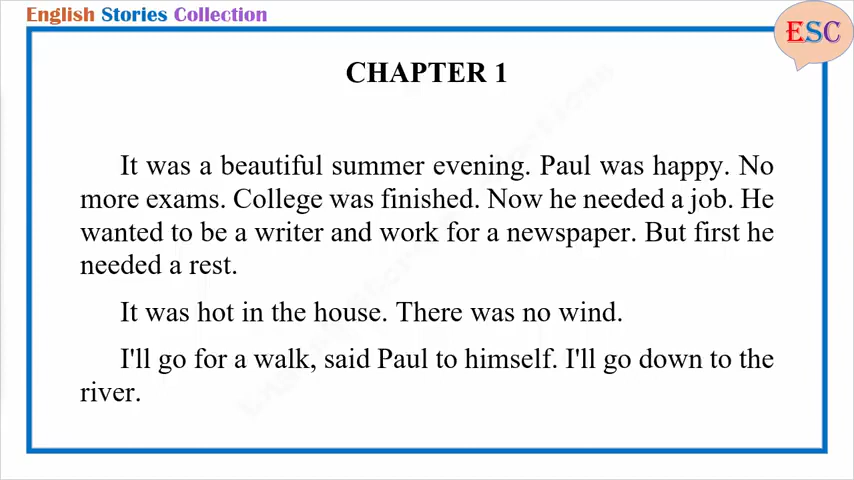 English Stories Collection
ESC
CHAPTER 1
It was a beautiful summer evening. Paul was happy. No
more exams. College was finished. Now he needed a job. He
wanted to be a writer and work for a newspaper. But first he
needed a rest.
It was hot in the house. There was no wind.
I'll go for a walk, said Paul to himself. I'll go down to the
river.